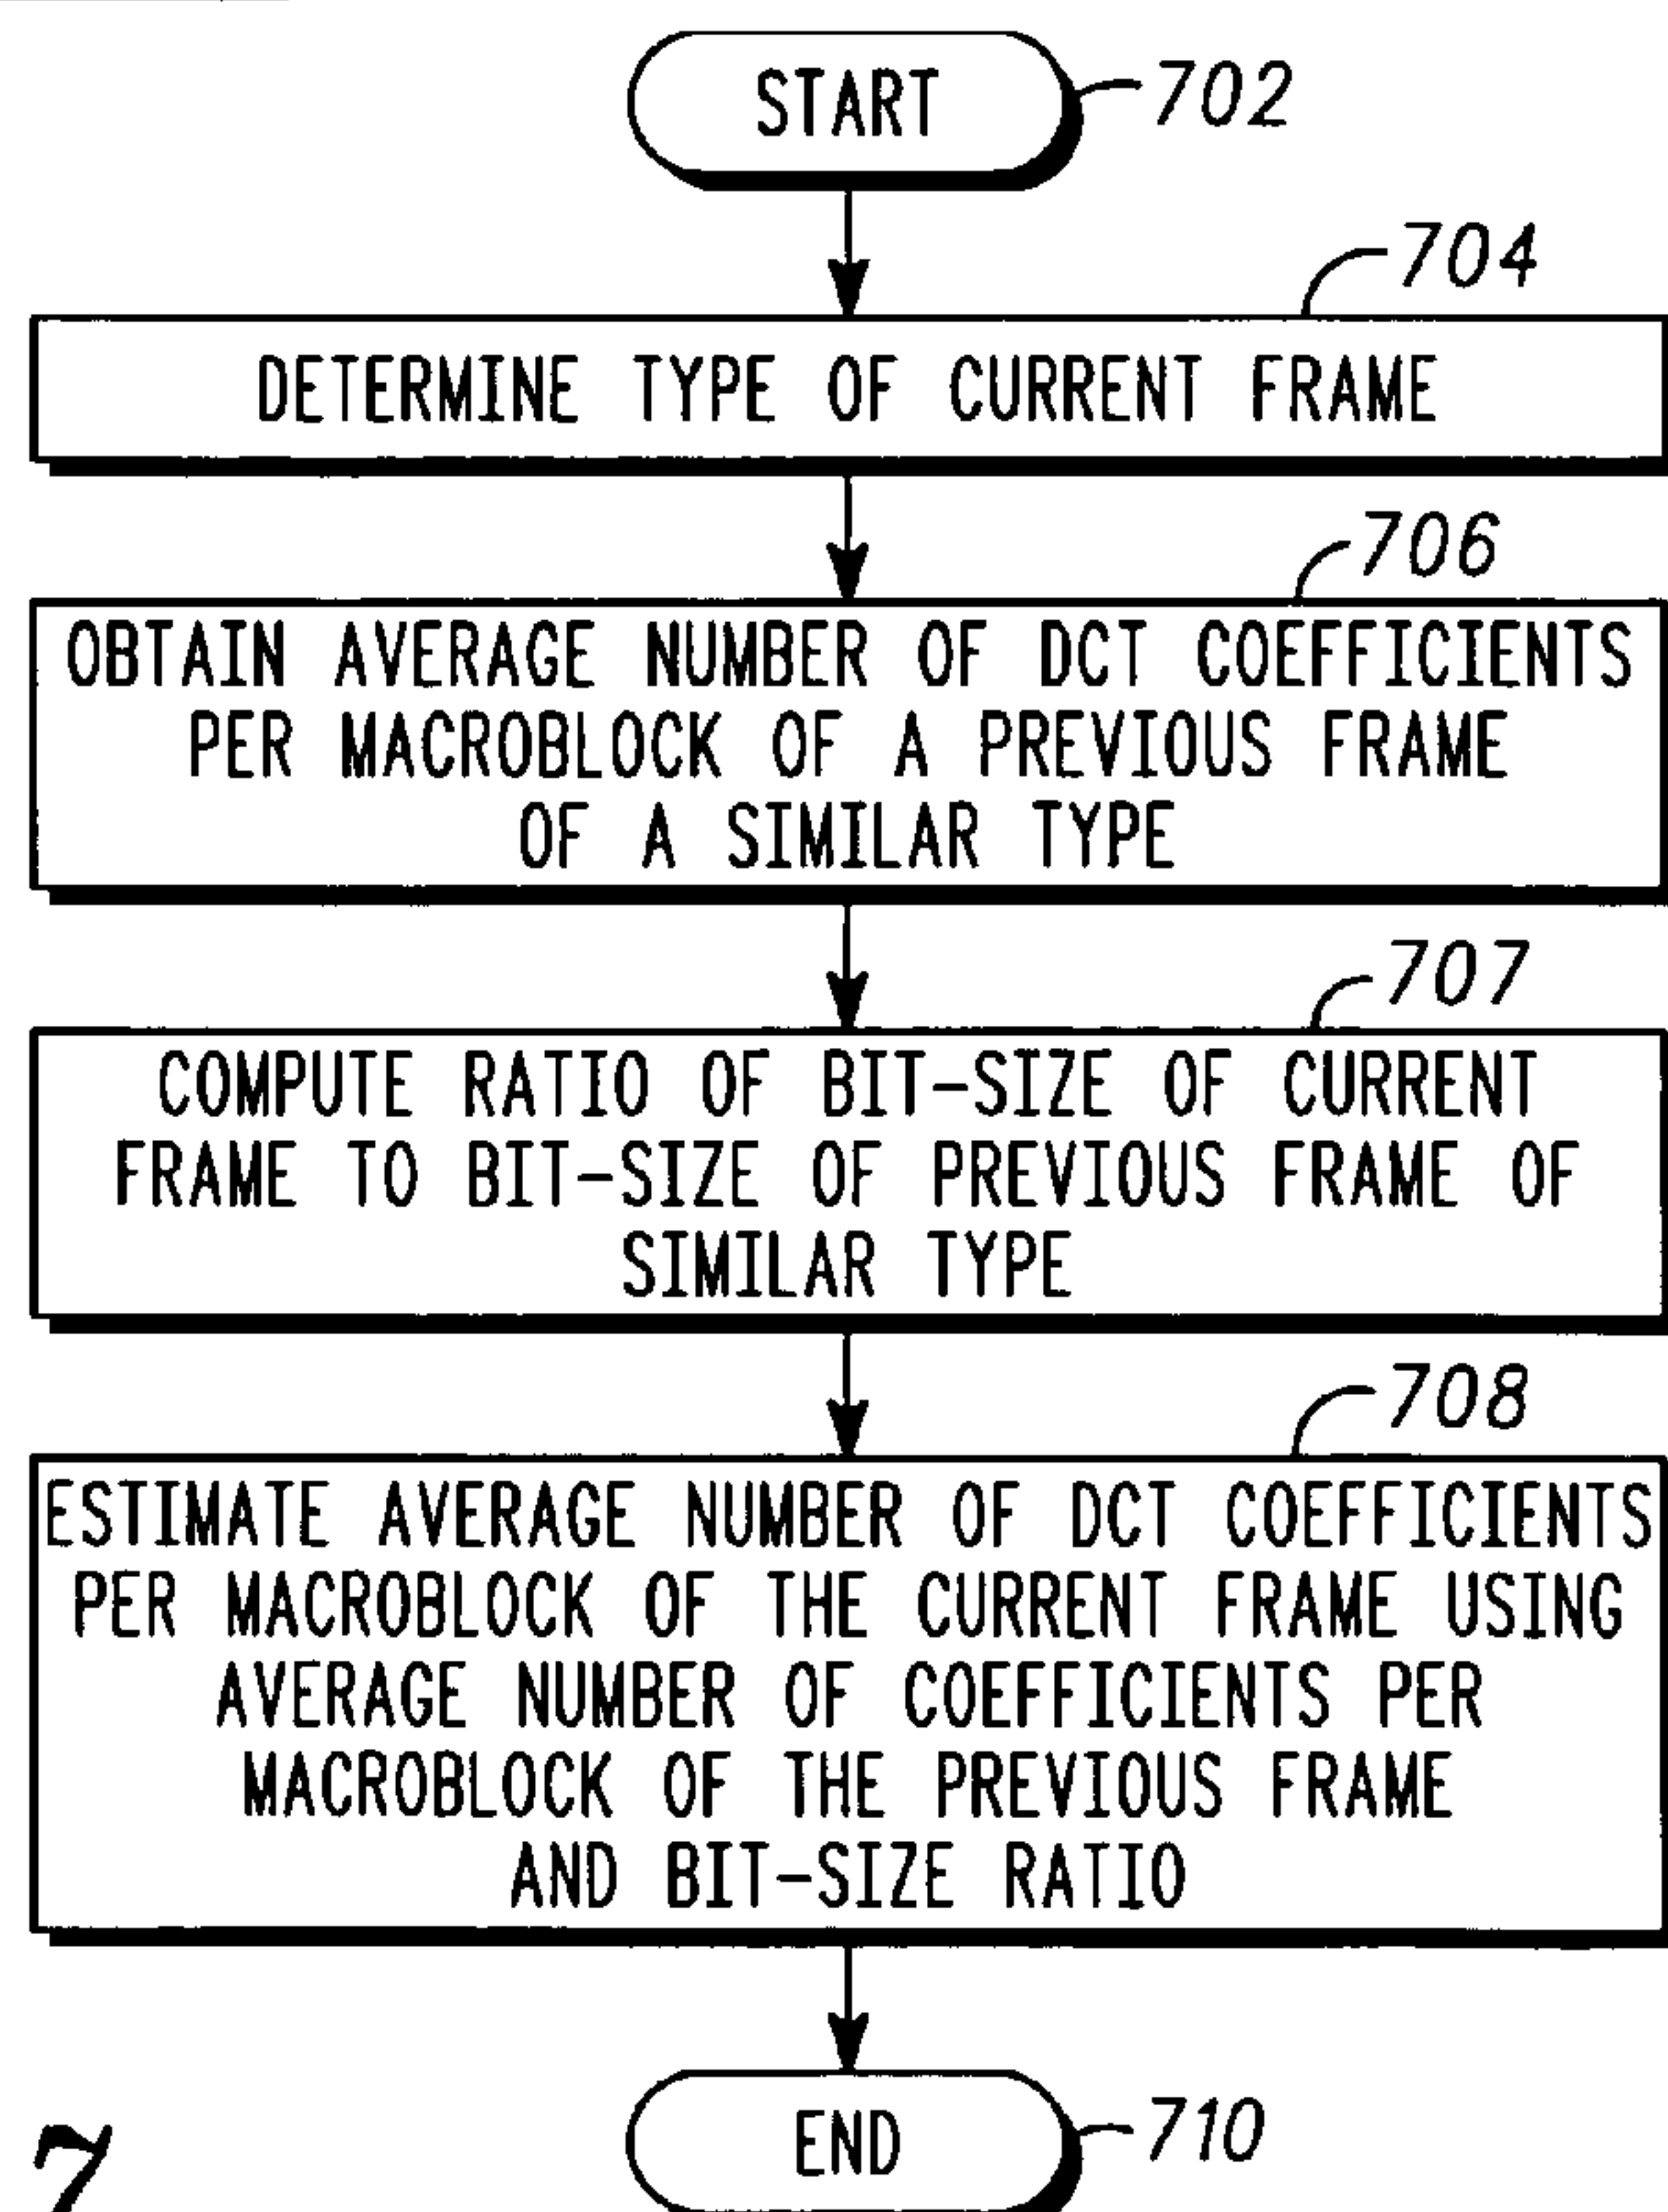 START
702
704
DETERMINE TYPE OF CURRENT FRAME
706
OBTAIN AVERAGE NUMBER OF DCT COEFFICIENTS
PER MACROBLOCK OF A PREVIOUS FRAME
OF A SIMILAR TYPE
707
COMPUTE RATIO OF BIT-SIZE OF CURRENT
FRAME TO BIT-SIZE OF PREVIOUS FRAME OF
SIMILAR TYPE
708
ESTIMATE AVERAGE NUMBER OF DCT COEFFICIENTS
PER MACROBLOCK OF THE CURRENT FRAME USING
AVERAGE NUMBER OF COEFFICIENTS PER
MACROBLOCK OF THE PREVIOUS FRAME
AND BIT-SIZE RATIO
END
710
7